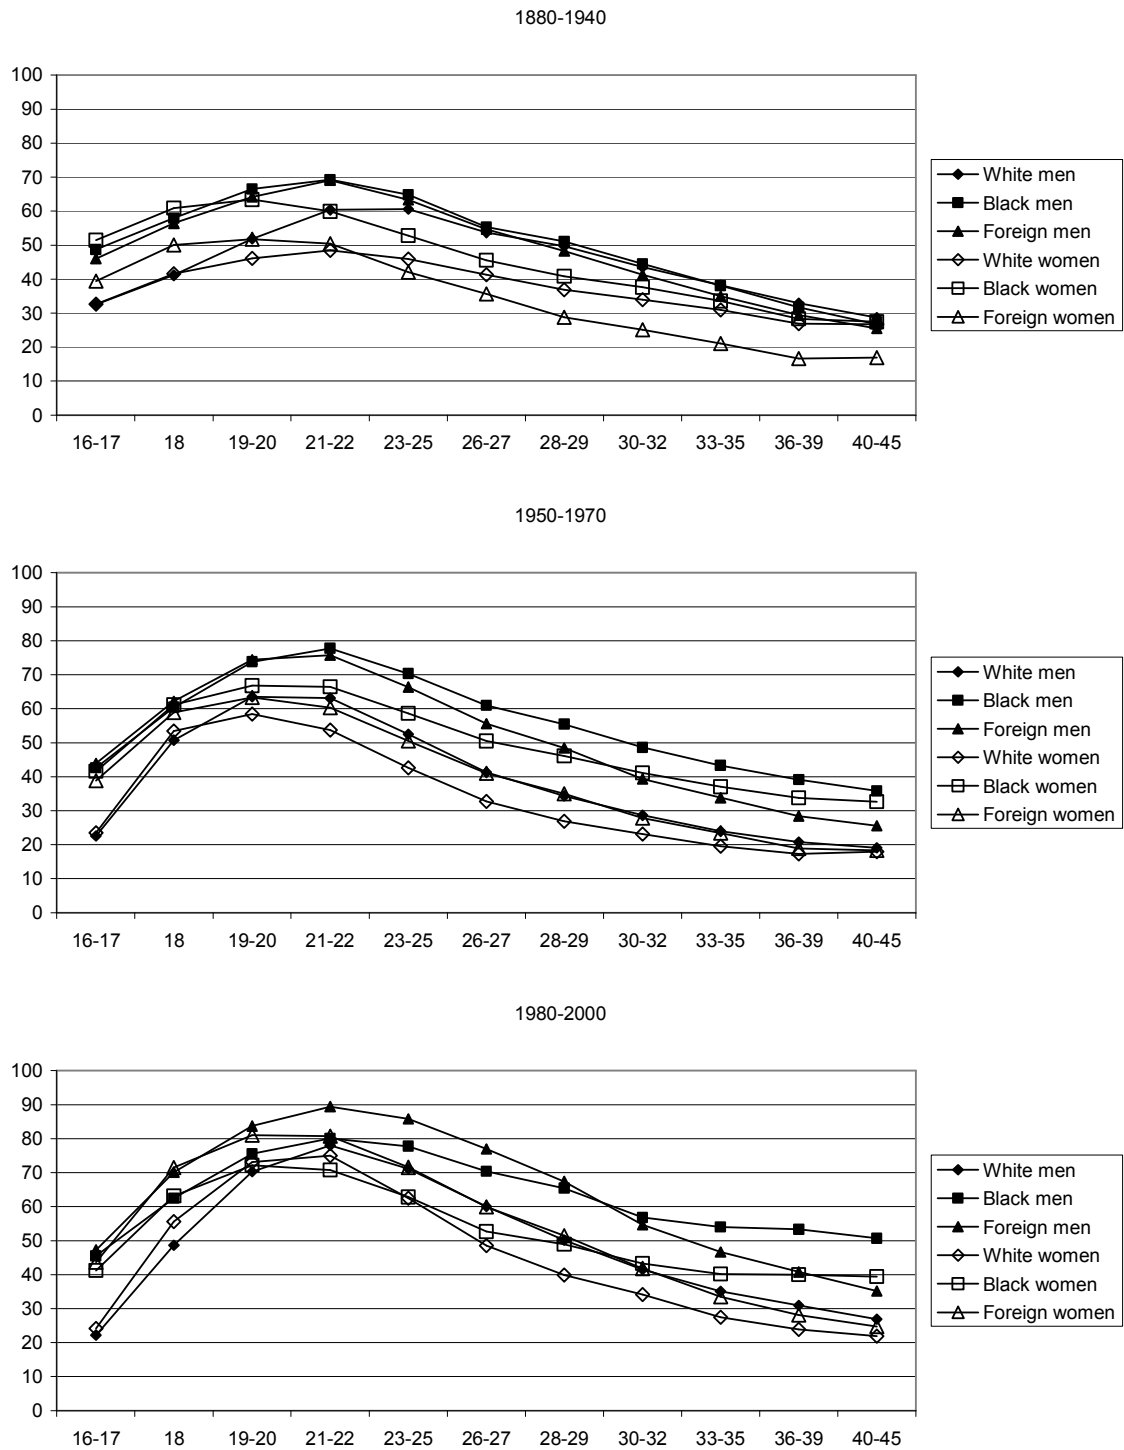 1880-1940
100
90
80
70
60
50
40
30
20
10
0
16-17 18 19-20 21-22 23-25 26-27 28-29 30-32 33-35 36-39 40-45
White men
Black men
Foreign men
White women
Black women
Foreign women
1950-1970
100
90
80
70
60
50
40
30
20
10
0
16-17 18 19-20 21-22 23-25 26-27 28-29 30-32 33-35 36-39 40-45
White men
Black men
Foreign men
White women
Black women
Foreign women
1980-2000
100
90
80
70
60
50
40
30
20
10
0
16-17 18 19-20 21-22 23-25 26-27 28-29 30-32 33-35 36-39 40-45
White men
Black men
Foreign men
White women
Black women
Foreign women